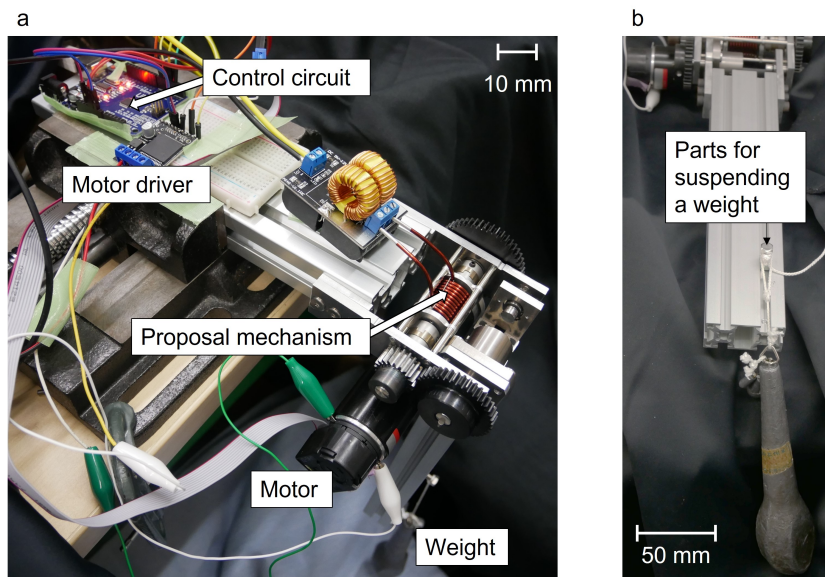 a
b
Control circuit
10 mm
Motor driver
Parts for
suspending
a weight
Proposal mechanism
Motor
Weight
50 mm